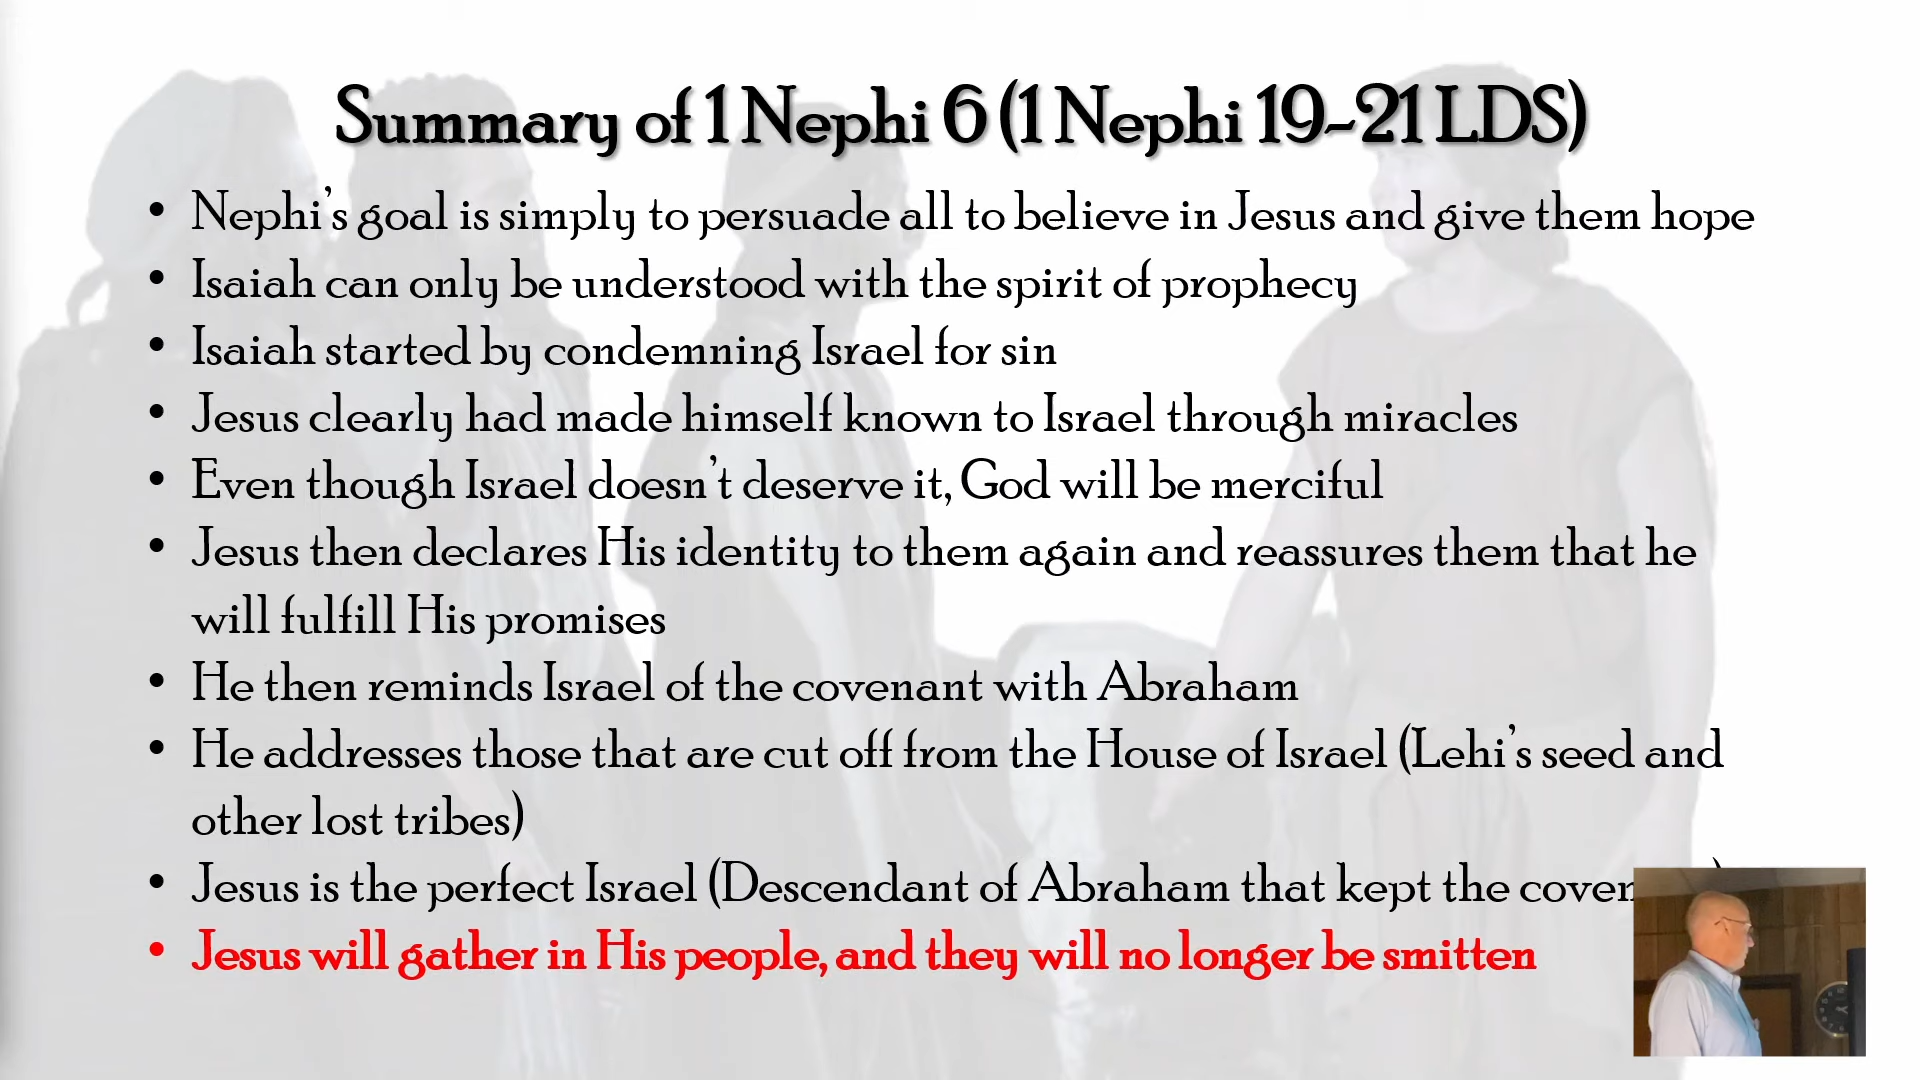 Summary of 1 Nephi 6 (1 Nephi 19-21 LDS)
• Nephi's goal is simply to persuade all to believe in Jesus and give them hope
• Isaiah can only be understood with the spirit of prophecy
• Isaiah started by condemning Israel for sin
• Jesus clearly had made himself known to Israel through miracles
• Even though Israel doesn't deserve it, God will be merciful
• Jesus then declares His identity to them again and reassures them that he
will fulfill His promises
• He then reminds Israel of the covenant with Abraham
• He addresses those that are cut off from the House of Israel (Lehi's seed and
other lost tribes)
• Jesus is the perfect Israel (Descendant of Abraham that kept the
• Jesus will gather in His people, and they will no longer be smitten